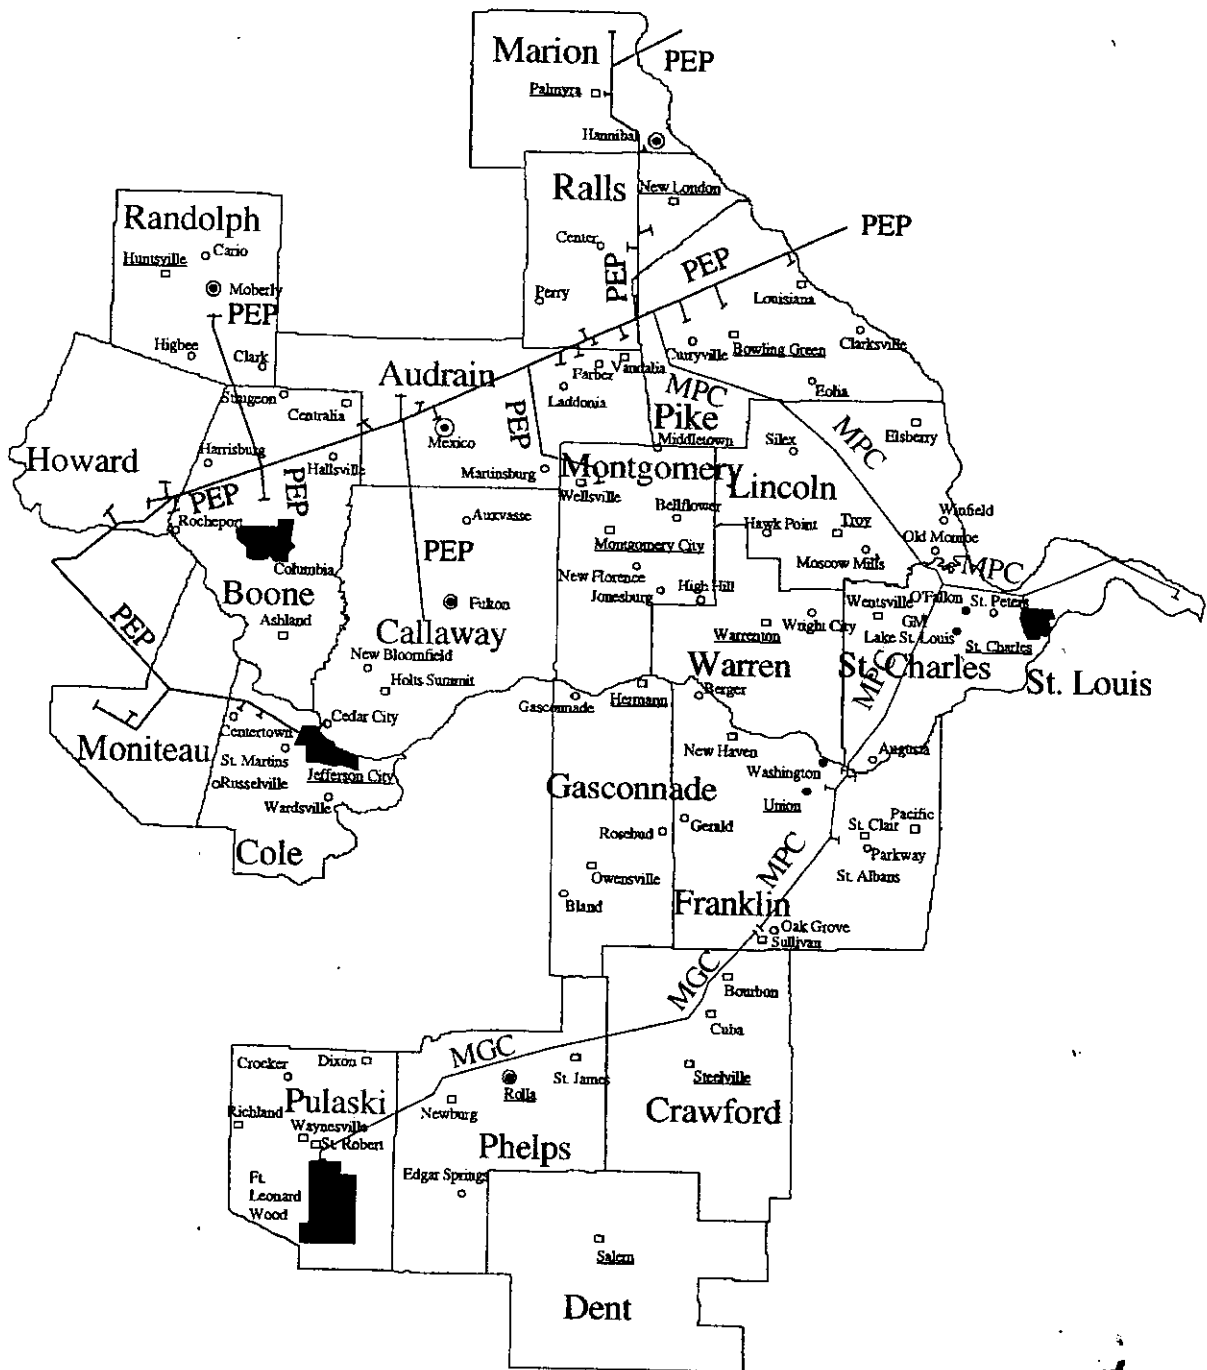 Marion
PEP
Palmyra
Hannibal
Ralls
New London
Randolph
Center
PEP
PEP
PEP
Cario
Huntsville
Moberly
Perry
Louisiana
PEP
Higbee
Clark
Curryville
Bowling Green
Clarksville
Audrain
Farber
Vandalia
Laddonia
MPC
Eolia
Sturgeon
Centralia
PEP
Pike
MPC
Elsberry
Mexico
Middletown
Silex
Howard
Harrisburg
Hallsville
Martinsburg
Montgomery
Wellsville
Lincoln
PEP
PEP
Rocheport
Auxvasse
Bellflower
Hawk Point
Troy
Winfield
Columbia
PEP
Montgomery City
Moscow Mills
Old Monroe
MPC
Boone
New Florence
Jonesburg
High Hill
O'Fallon
St. Peters
Wentsville
GM
Fulton
Ashland
Callaway
Warrenton
Wright City
Lake St. Louis
St. Charles
PEP
New Bloomfield
Holts Summit
Warren
MPC
St. Charles
St. Louis
Gasconnade
Hermann
Berger
Cedar City
Moniteau
Centertown
St. Martins
Jefferson City
New Haven
Augusta
Washington
Russelville
Wardsville
Gasconnade
Union
Pacific
Cole
Rosebud
Gerald
St. Clair
Parkway
MPC
St. Albans
Owensville
Bland
Franklin
Oak Grove
Sullivan
MGC
Bourbon
Cuba
MGC
Crocker
Dixon
St. James
Steelville
Pulaski
Rolla
Newburg
Crawford
Richland
Waynesville
St. Robert
Phelps
Ft.
Leonard
Wood
Edgar Springs
Salem
Dent